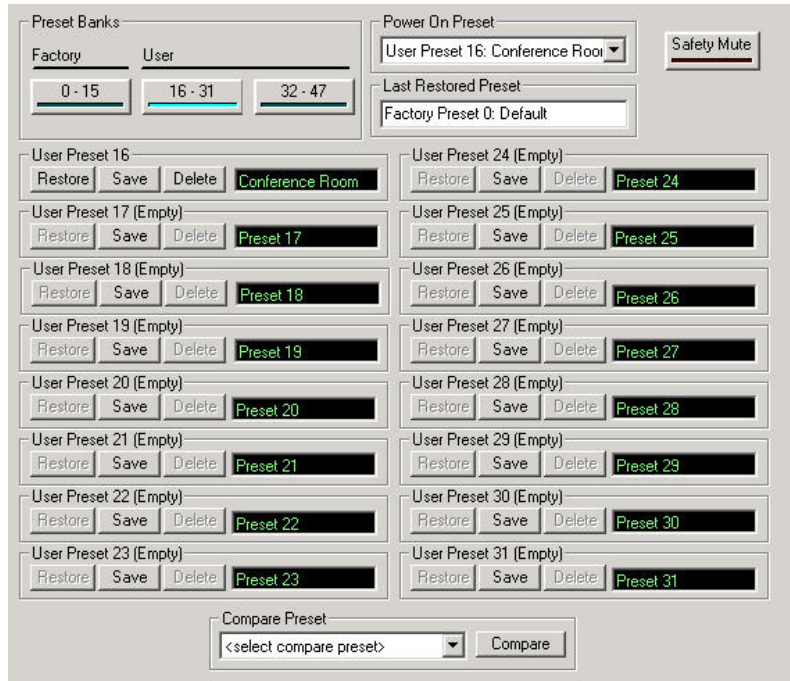 Preset Banks
Factory User
0 - 15 16 - 31 32 - 47
Power On Preset
User Preset 16: Conference Roo
Last Restored Preset
Factory Preset 0: Default
Safety Mute
User Preset 16
Restore Save Delete Conference Room
User Preset 17 (Empty)
Restore Save Delete Preset 17
User Preset 18 (Empty)
Restore Save Delete Preset 18
User Preset 19 (Empty)
Restore Save Delete Preset 19
User Preset 20 (Empty)
Restore Save Delete Preset 20
User Preset 21 (Empty)
Restore Save Delete Preset 21
User Preset 22 (Empty)
Restore Save Delete Preset 22
User Preset 23 (Empty)
Restore Save Delete Preset 23
User Preset 24 (Empty)
Restore Save Delete Preset 24
User Preset 25 (Empty)
Restore Save Delete Preset 25
User Preset 26 (Empty)
Restore Save Delete Preset 26
User Preset 27 (Empty)
Restore Save Delete Preset 27
User Preset 28 (Empty)
Restore Save Delete Preset 28
User Preset 29 (Empty)
Restore Save Delete Preset 29
User Preset 30 (Empty)
Restore Save Delete Preset 30
User Preset 31 (Empty)
Restore Save Delete Preset 31
Compare Preset
<select compare preset> Compare